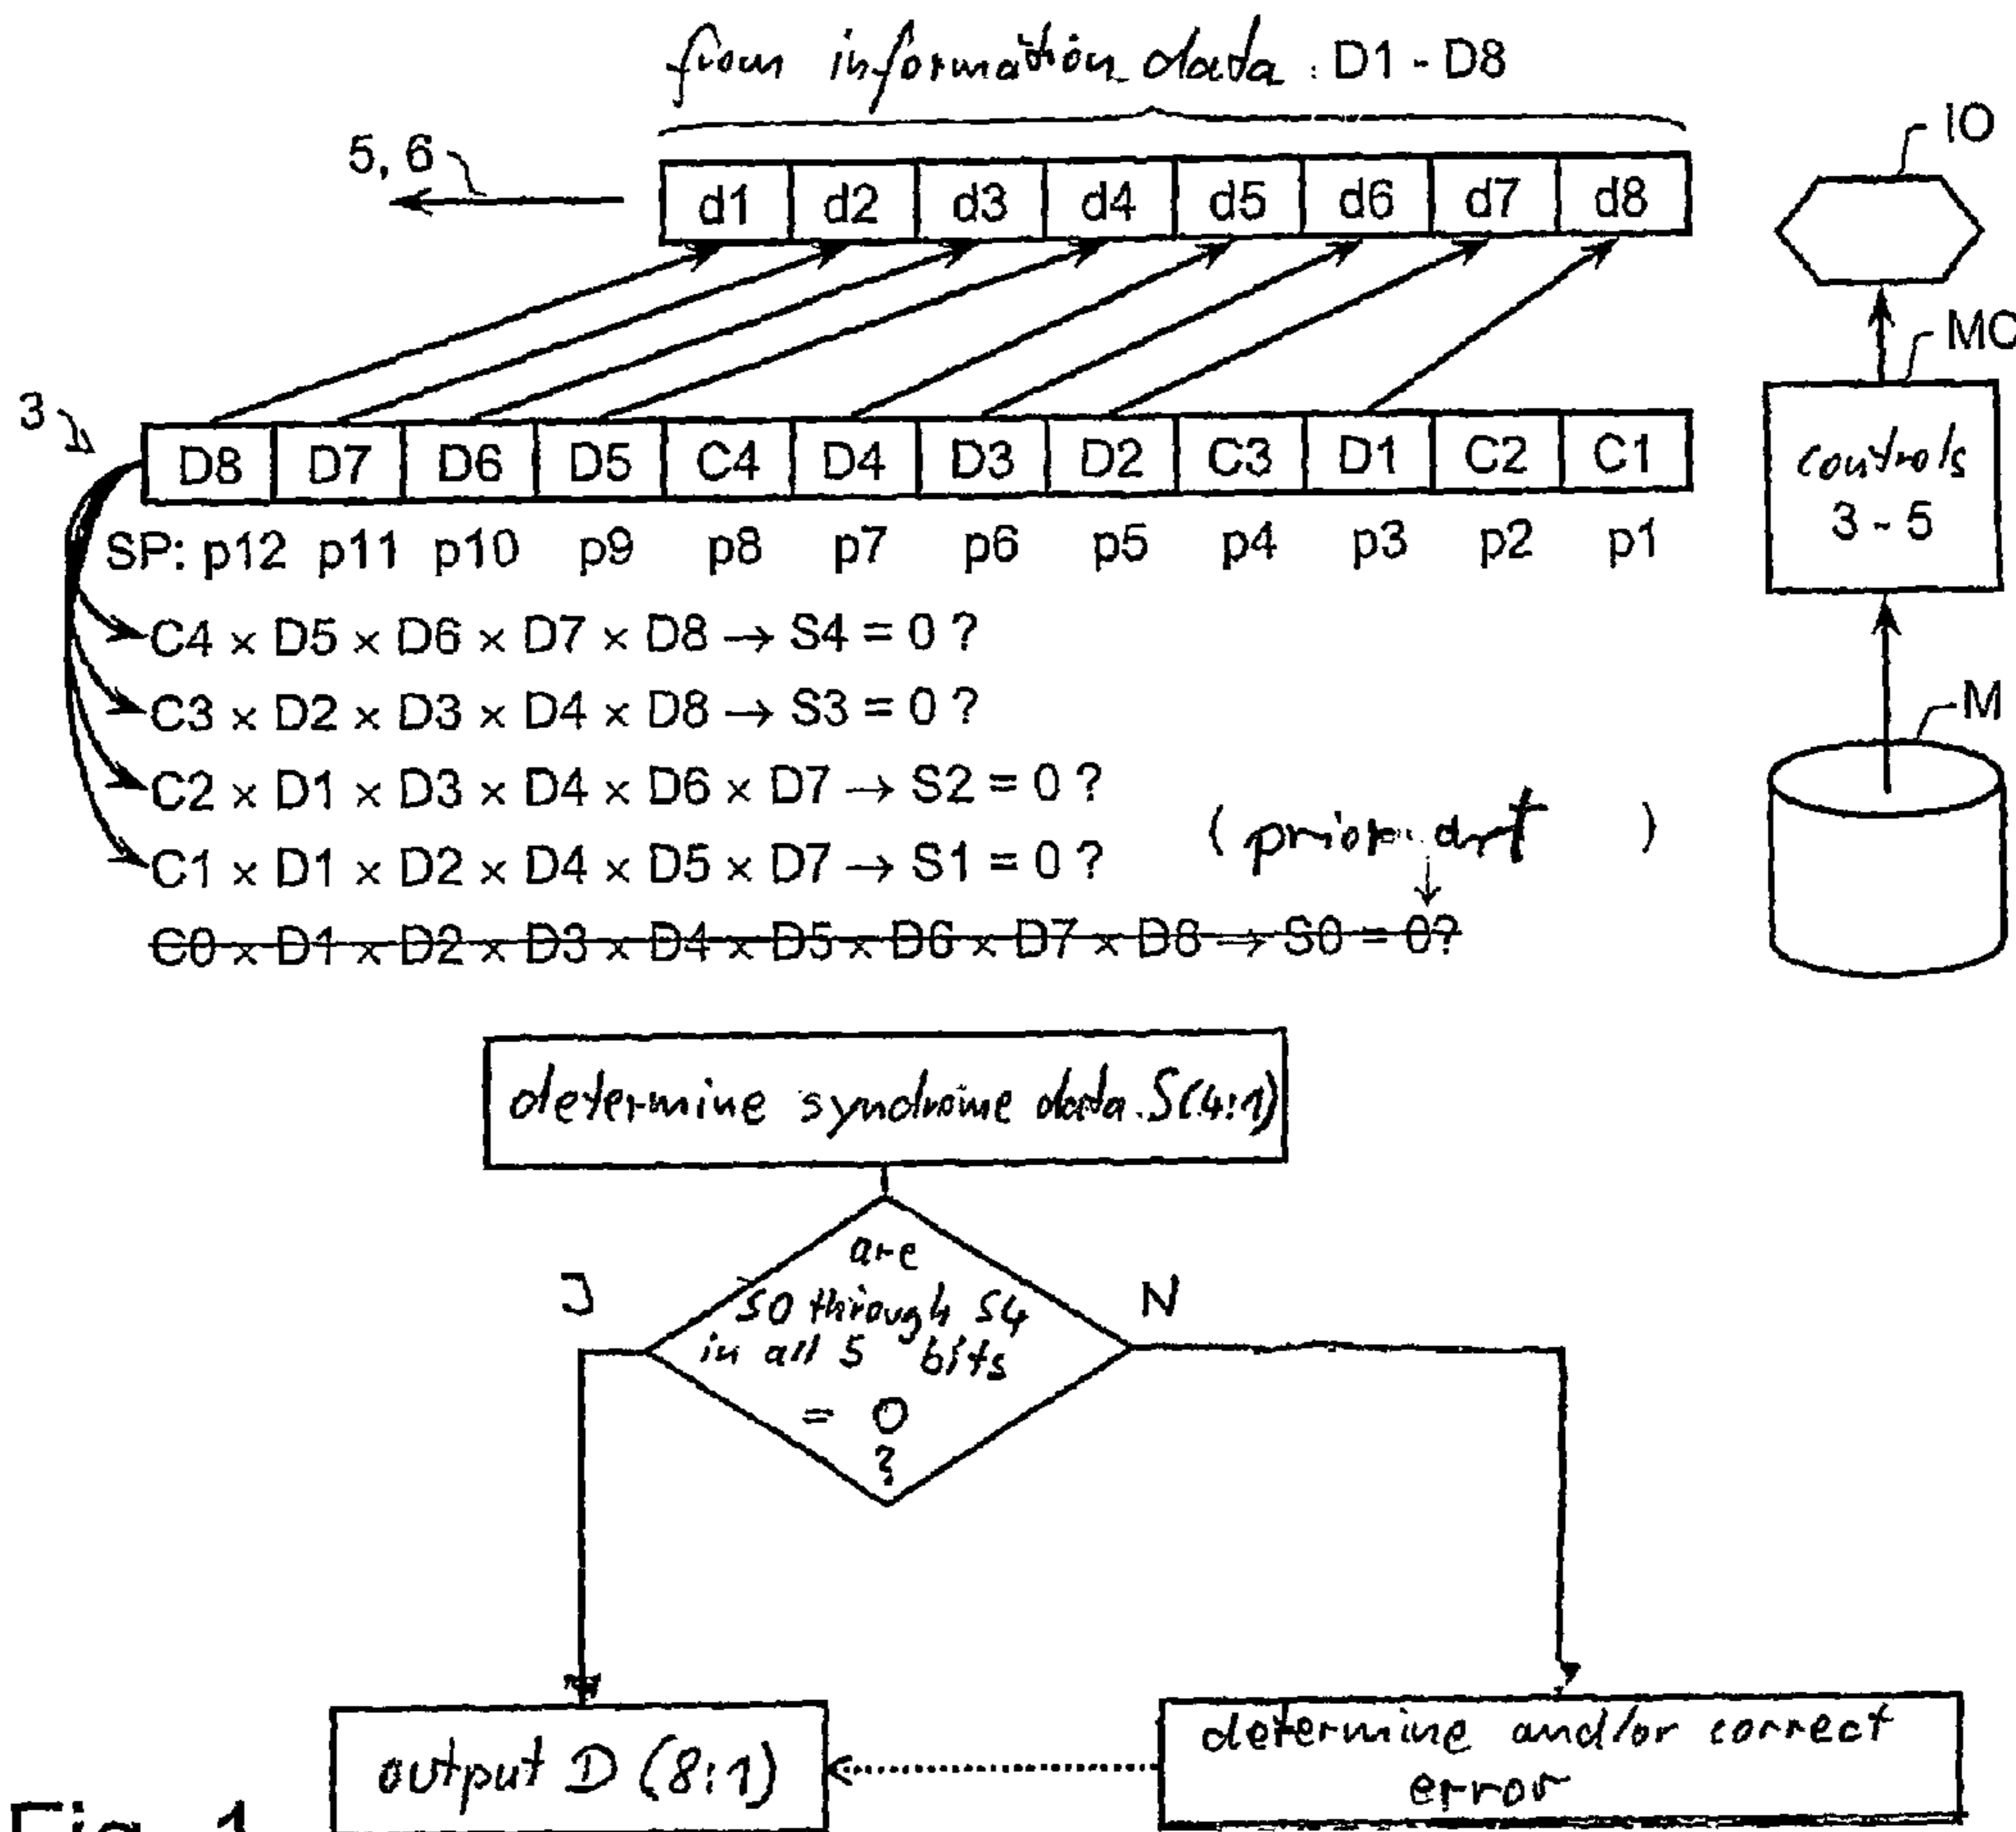 from information data : D1 - D8
5, 6
IO
d1 d2 d3 d4 d5 d6 d7 d8
MC
3
D8 D7 D6 D5 C4 D4 D3 D2 C3 D1 C2 C1
controls
3 - 5
SP: p12 p11 p10 p9 p8 p7 p6 p5 p4 p3 p2 p1
C4 × D5 × D6 × D7 × D8 → S4 = 0 ?
C3 × D2 × D3 × D4 × D8 → S3 = 0 ?
M
C2 × D1 × D3 × D4 × D6 × D7 → S2 = 0 ?
( prior art )
C1 × D1 × D2 × D4 × D5 × D7 → S1 = 0 ?
C0 × D1 × D2 × D3 × D4 × D5 × D6 × D7 × D8 → S0 = 0?
determine syndrome data S(4:1)
are
J
S0 through S4
N
in all 5 bits
= 0
?
determine and/or correct
output D (8:1)
error
Fig. 1